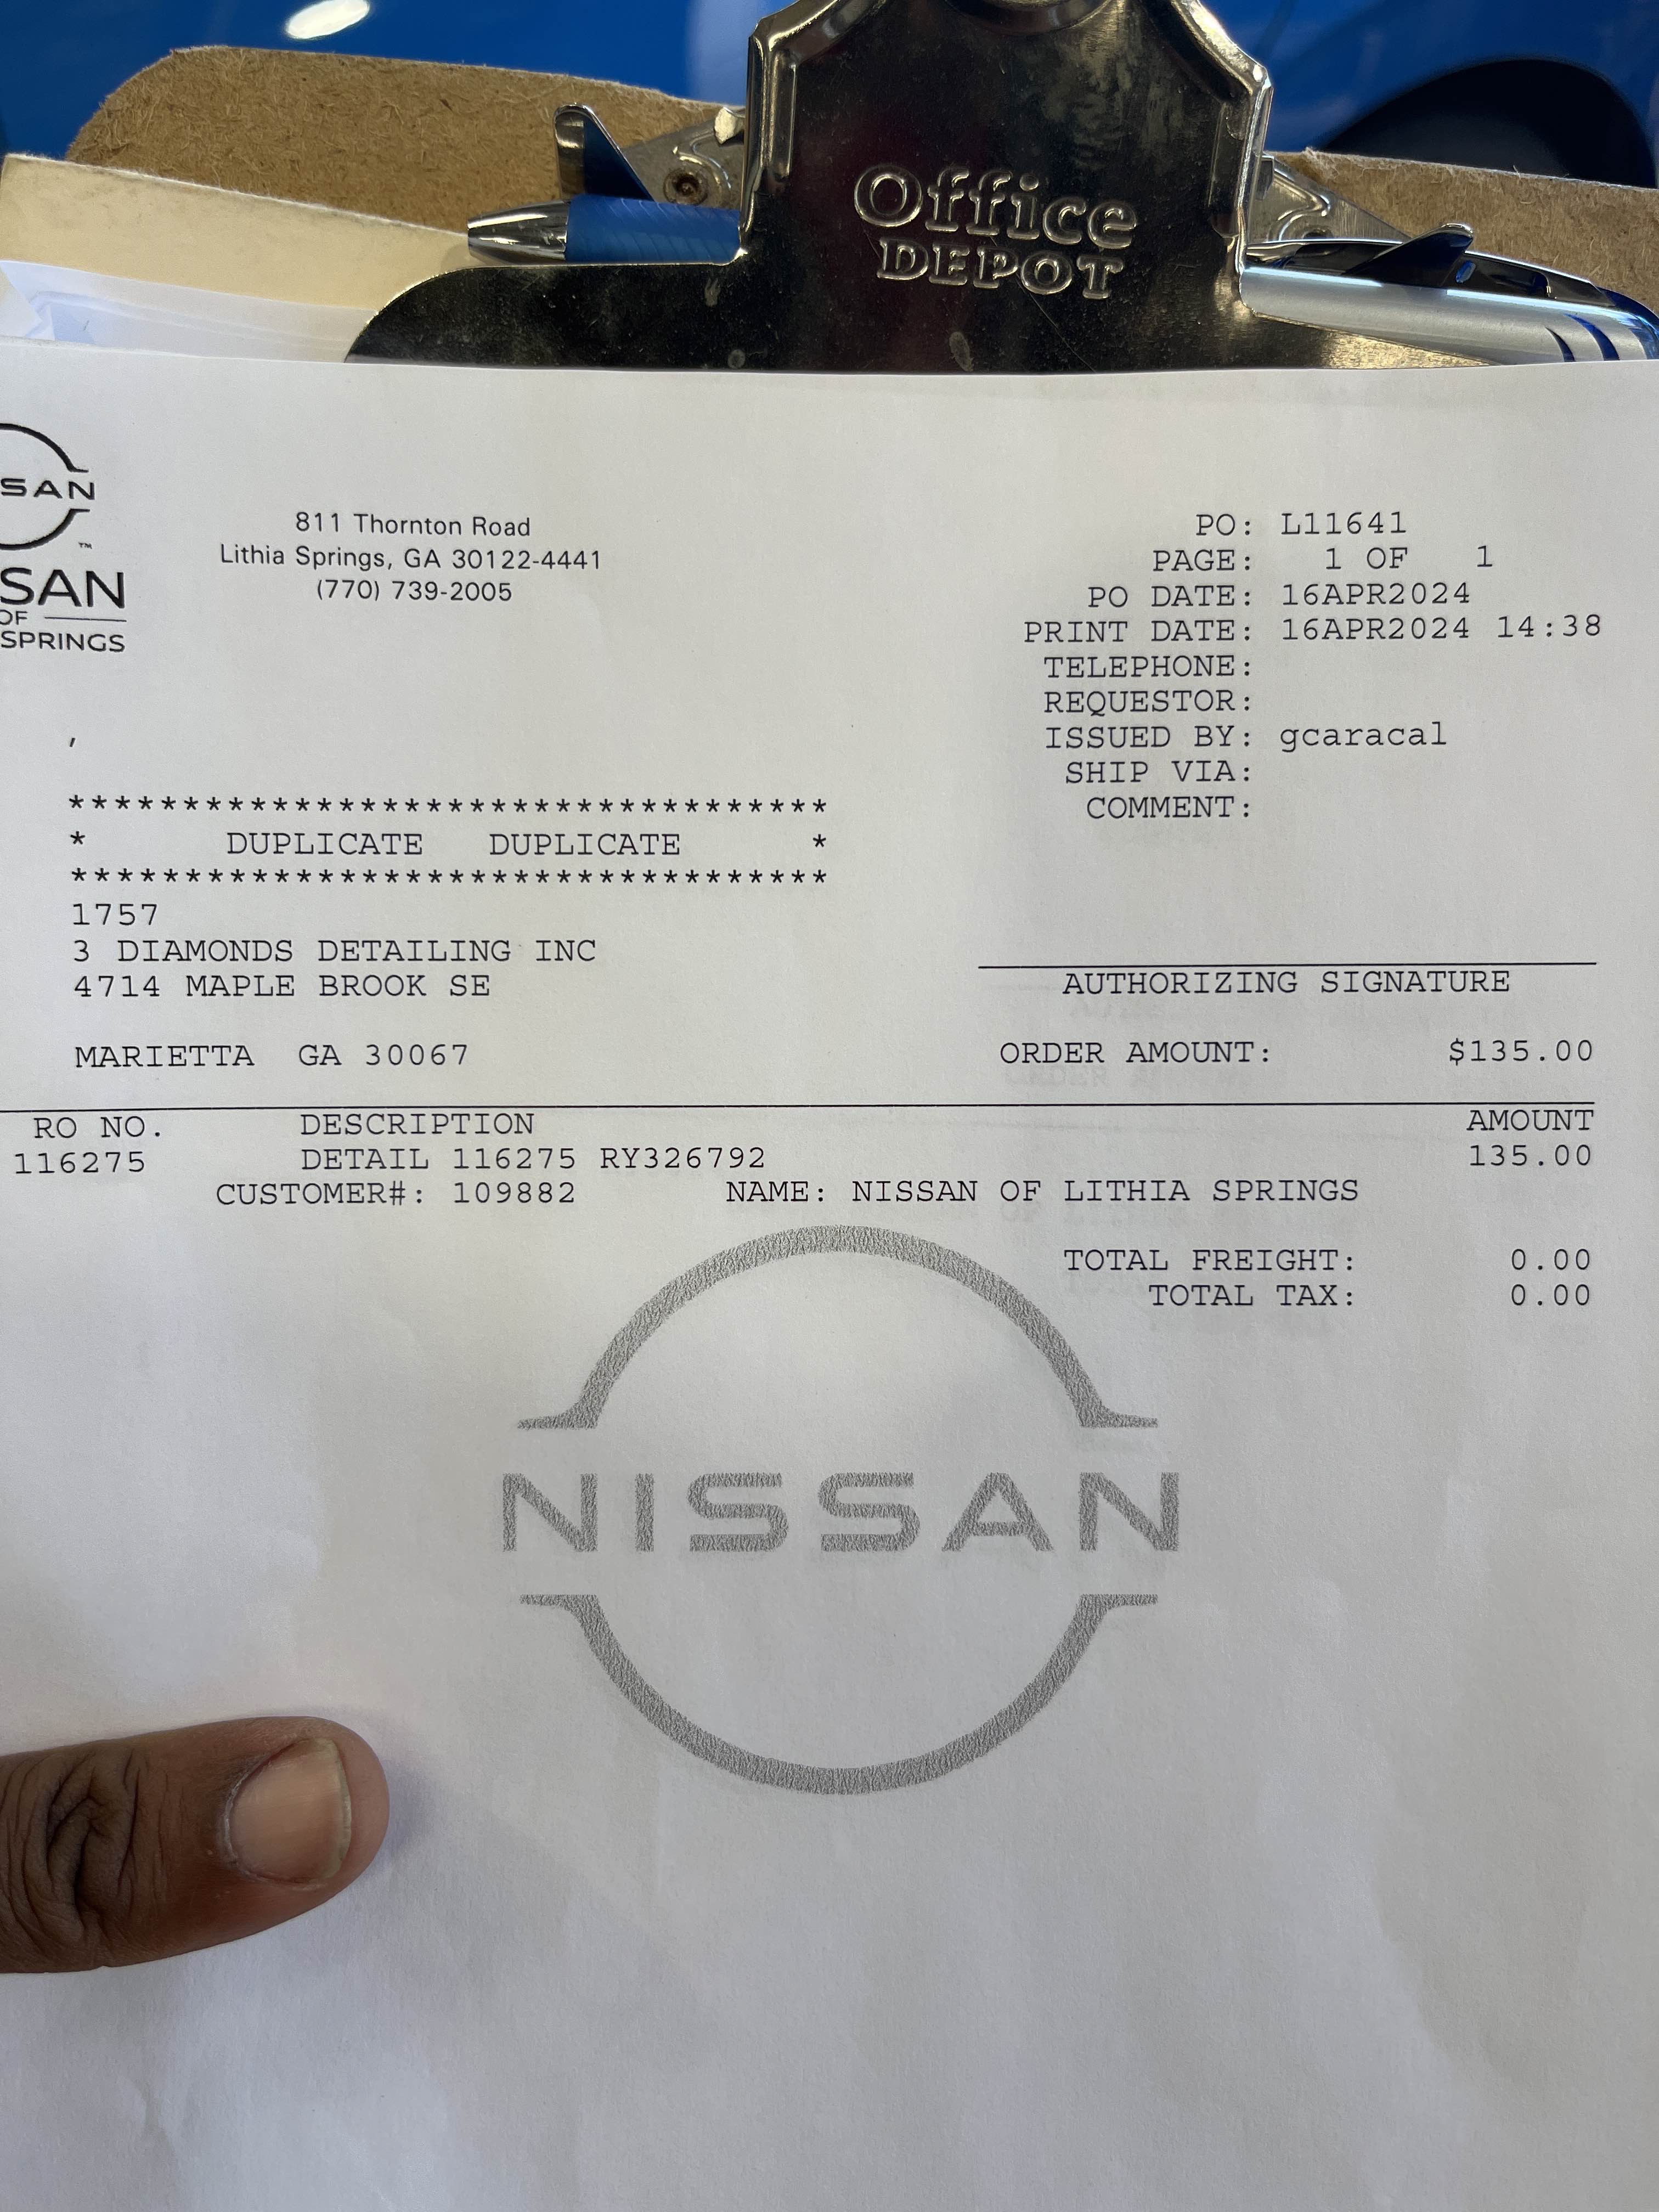 Office
DEPOT
SAN
SAN
OF
SPRINGS
811 Thornton Road
Lithia Springs, GA 30122-4441
(770) 739-2005
PO: L11641
PAGE: 1 OF 1
PO DATE: 16APR2024
PRINT DATE: 16APR2024 14:38
TELEPHONE:
REQUESTOR:
ISSUED BY: gcaracal
SHIP VIA:
COMMENT:
,
************************************
* DUPLICATE DUPLICATE *
************************************
1757
3 DIAMONDS DETAILING INC
4714 MAPLE BROOK SE
MARIETTA GA 30067
AUTHORIZING SIGNATURE
ORDER AMOUNT: $135.00
RO NO. DESCRIPTION AMOUNT
116275 DETAIL 116275 RY326792 135.00
CUSTOMER#: 109882 NAME: NISSAN OF LITHIA SPRINGS
TOTAL FREIGHT: 0.00
TOTAL TAX: 0.00
NISSAN